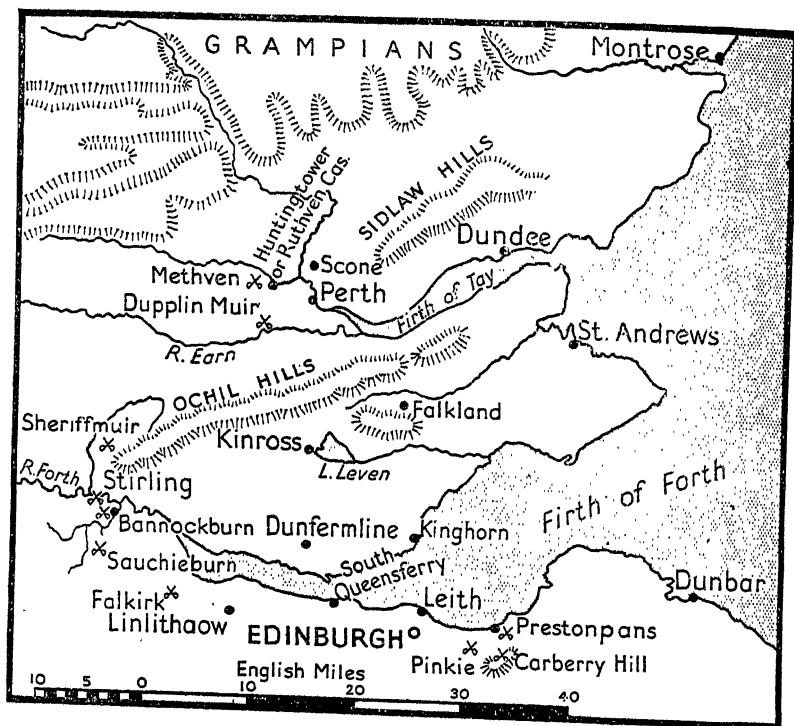 GRAMPIANS
Montrose
Huntingtower
or Ruthven Cas.
SIDLAW HILLS
Dundee
Scone
Methven
Perth
Firth of Tay
Dupplin Muir
R. Earn
St. Andrews
OCHIL HILLS
Falkland
Sheriffmuir
Kinross
L. Leven
R. Forth
Stirling
Firth of Forth
Bannockburn
Dunfermline
Kinghorn
Sauchieburn
South
Queensferry
Dunbar
Falkirk
Leith
Linlithgow
EDINBURGH
Prestonpans
Pinkie
Carberry Hill
English Miles
10 5 0 10 20 30 40